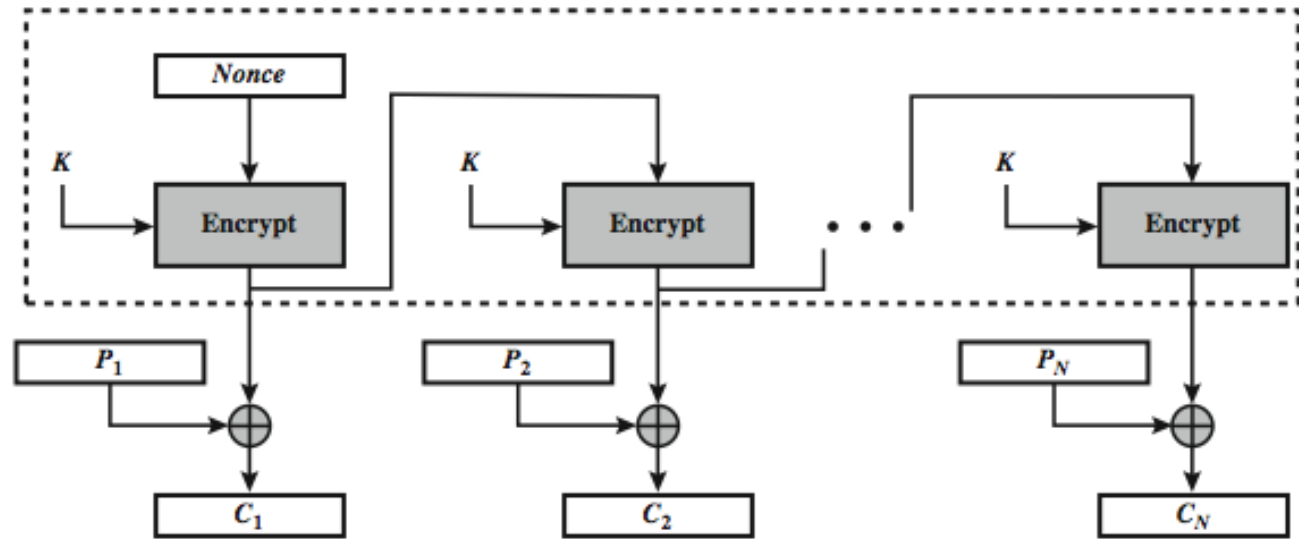 Nonce
K
K
K
Encrypt
Encrypt
• • •
Encrypt
P1
P2
PN
C1
C2
CN